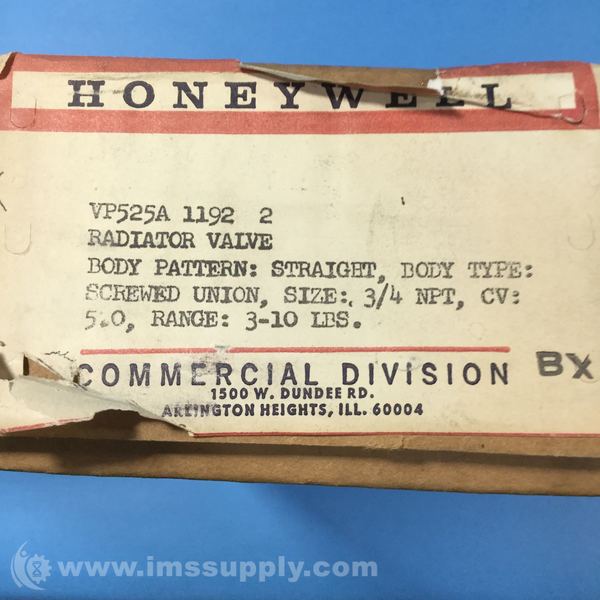 HONEYWELL
VP525A 1192 2
RADIATOR VALVE
BODY PATTERN: STRAIGHT, BODY TYPE:
SCREWED UNION, SIZE: 3/4 NPT, CV:
5.0, RANGE: 3-10 LBS.
COMMERCIAL DIVISION BX
1500 W. DUNDEE RD.
ARLINGTON HEIGHTS, ILL. 60004
www.imssupply.com